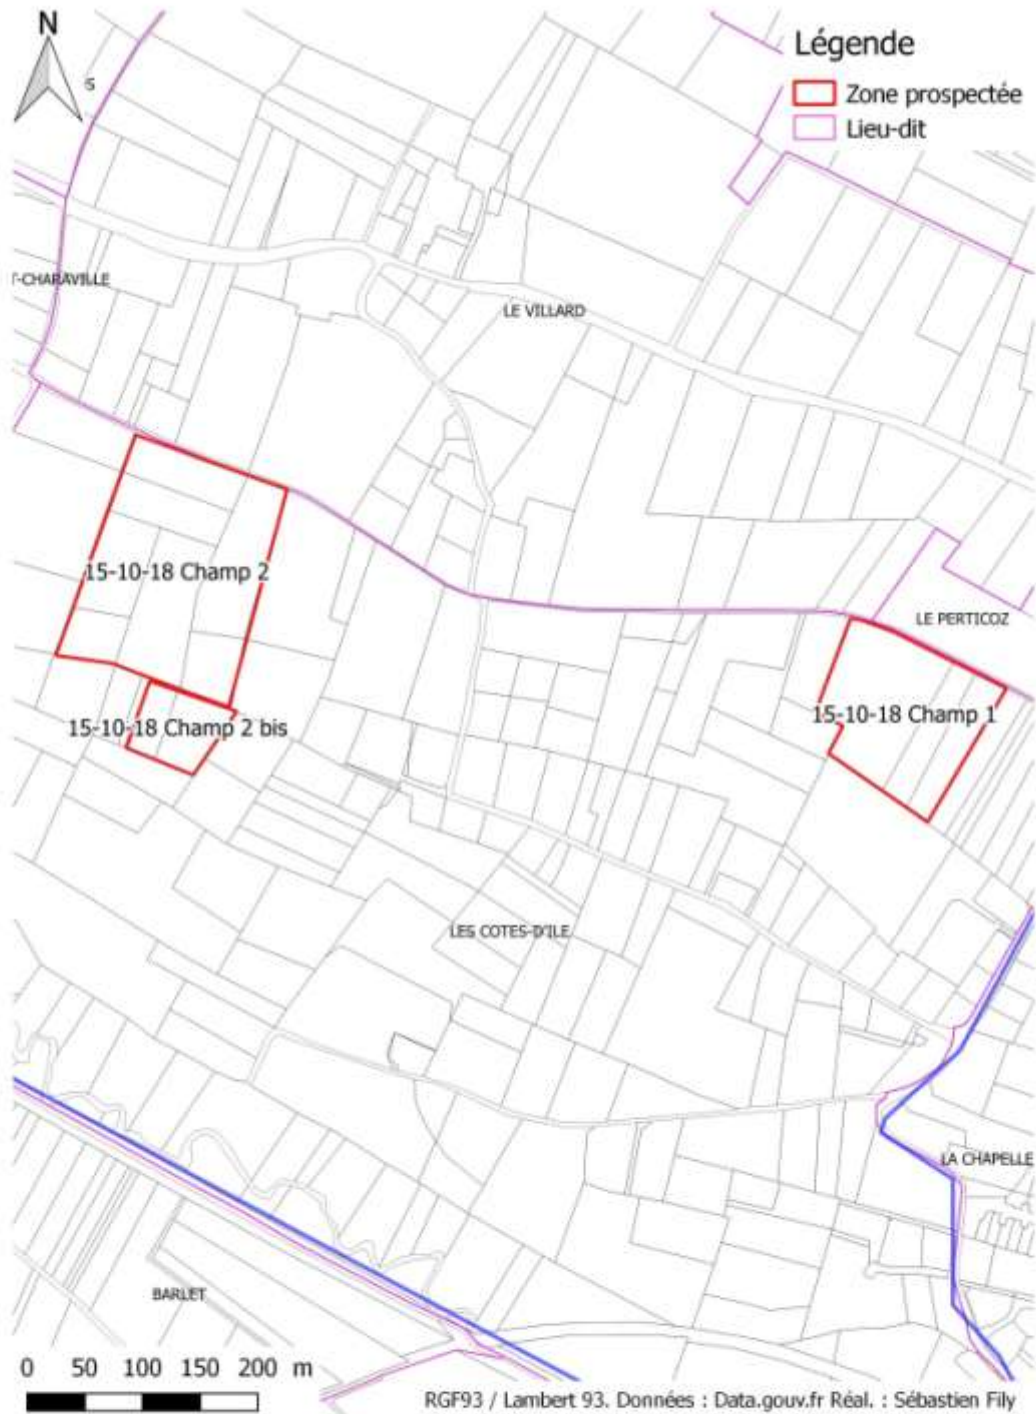 N
Légende
Zone prospectée
Lieu-dit
T-CHARAVILLE
LE VILLARD
15-10-18 Champ 2
LE PERTICOZ
15-10-18 Champ 1
15-10-18 Champ 2 bis
LES COTES-D'ILE
LA CHAPELLE
BARLET
0 50 100 150 200 m
RGF93 / Lambert 93. Données : Data.gouv.fr Réal. : Sébastien Fily